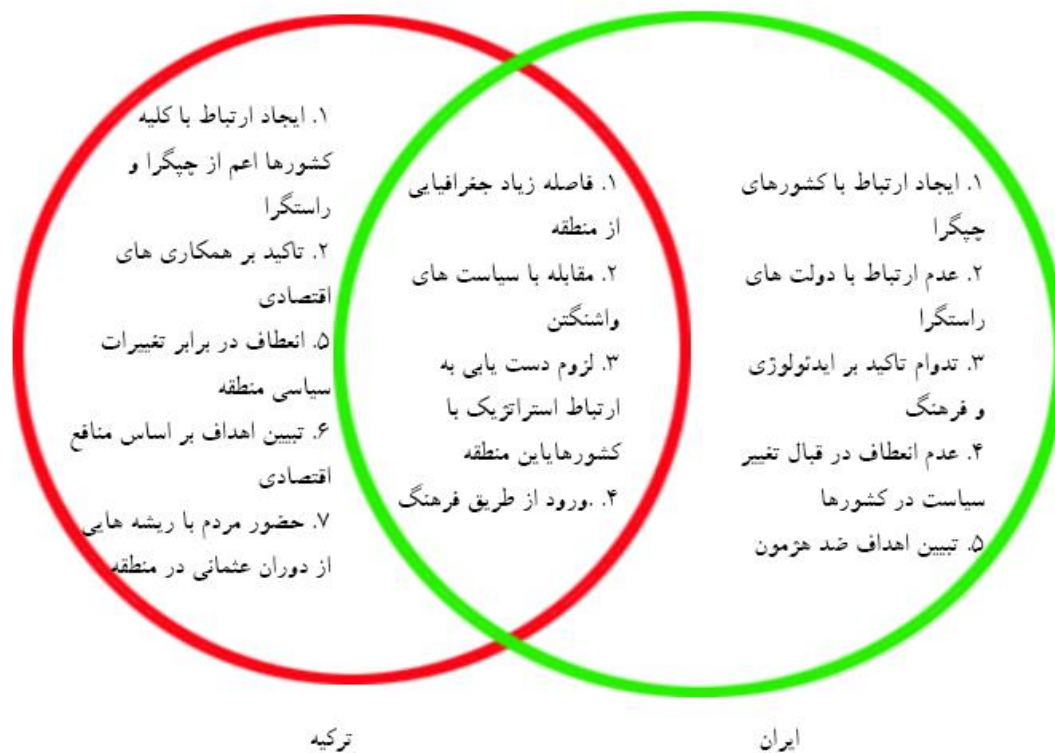 ۱. ایجاد ارتباط با کشورهای
چپگرا
۲. عدم ارتباط با دولت های
راستگرا
۳. تدوام تاکید بر ایدئولوژی
و فرهنگ
۴. عدم انعطاف در قبال تغییر
سیاست در کشورها
۵. تبیین اهداف ضد هژمون
۱. فاصله زیاد جغرافیایی
از منطقه
۲. مقابله با سیاست های
واشنگتن
۳. لزوم دست یابی به
ارتباط استراتژیک با
کشورهایاین منطقه
۴. .ورود از طریق فرهنگ
۱. ایجاد ارتباط با کلیه
کشورها اعم از چپگرا و
راستگرا
۲. تاکید بر همکاری های
اقتصادی
۵. انعطاف در برابر تغییرات
سیاسی منطقه
۶. تبیین اهداف بر اساس منافع
اقتصادی
۷. حضور مردم با ریشه هایی
از دوران عثمانی در منطقه
ایران
ترکیه